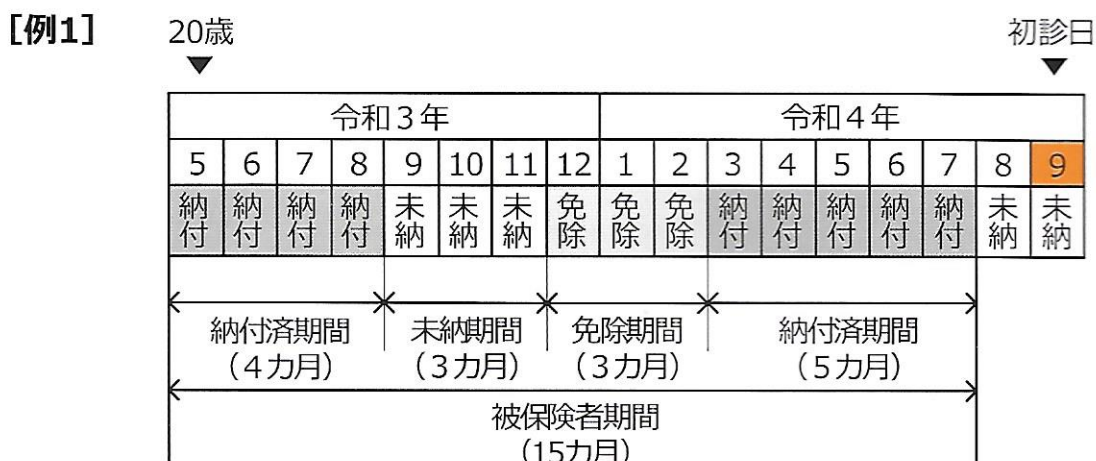 [例1] 20歳 初診日
▼ ▼
令和3年 令和4年
5 6 7 8 9 10 11 12 1 2 3 4 5 6 7 8 9
納付 納付 納付 納付 未納 未納 未納 免除 免除 免除 納付 納付 納付 納付 納付 未納 未納
納付済期間 未納期間 免除期間 納付済期間
(4カ月) (3カ月) (3カ月) (5カ月)
被保険者期間
(15カ月)